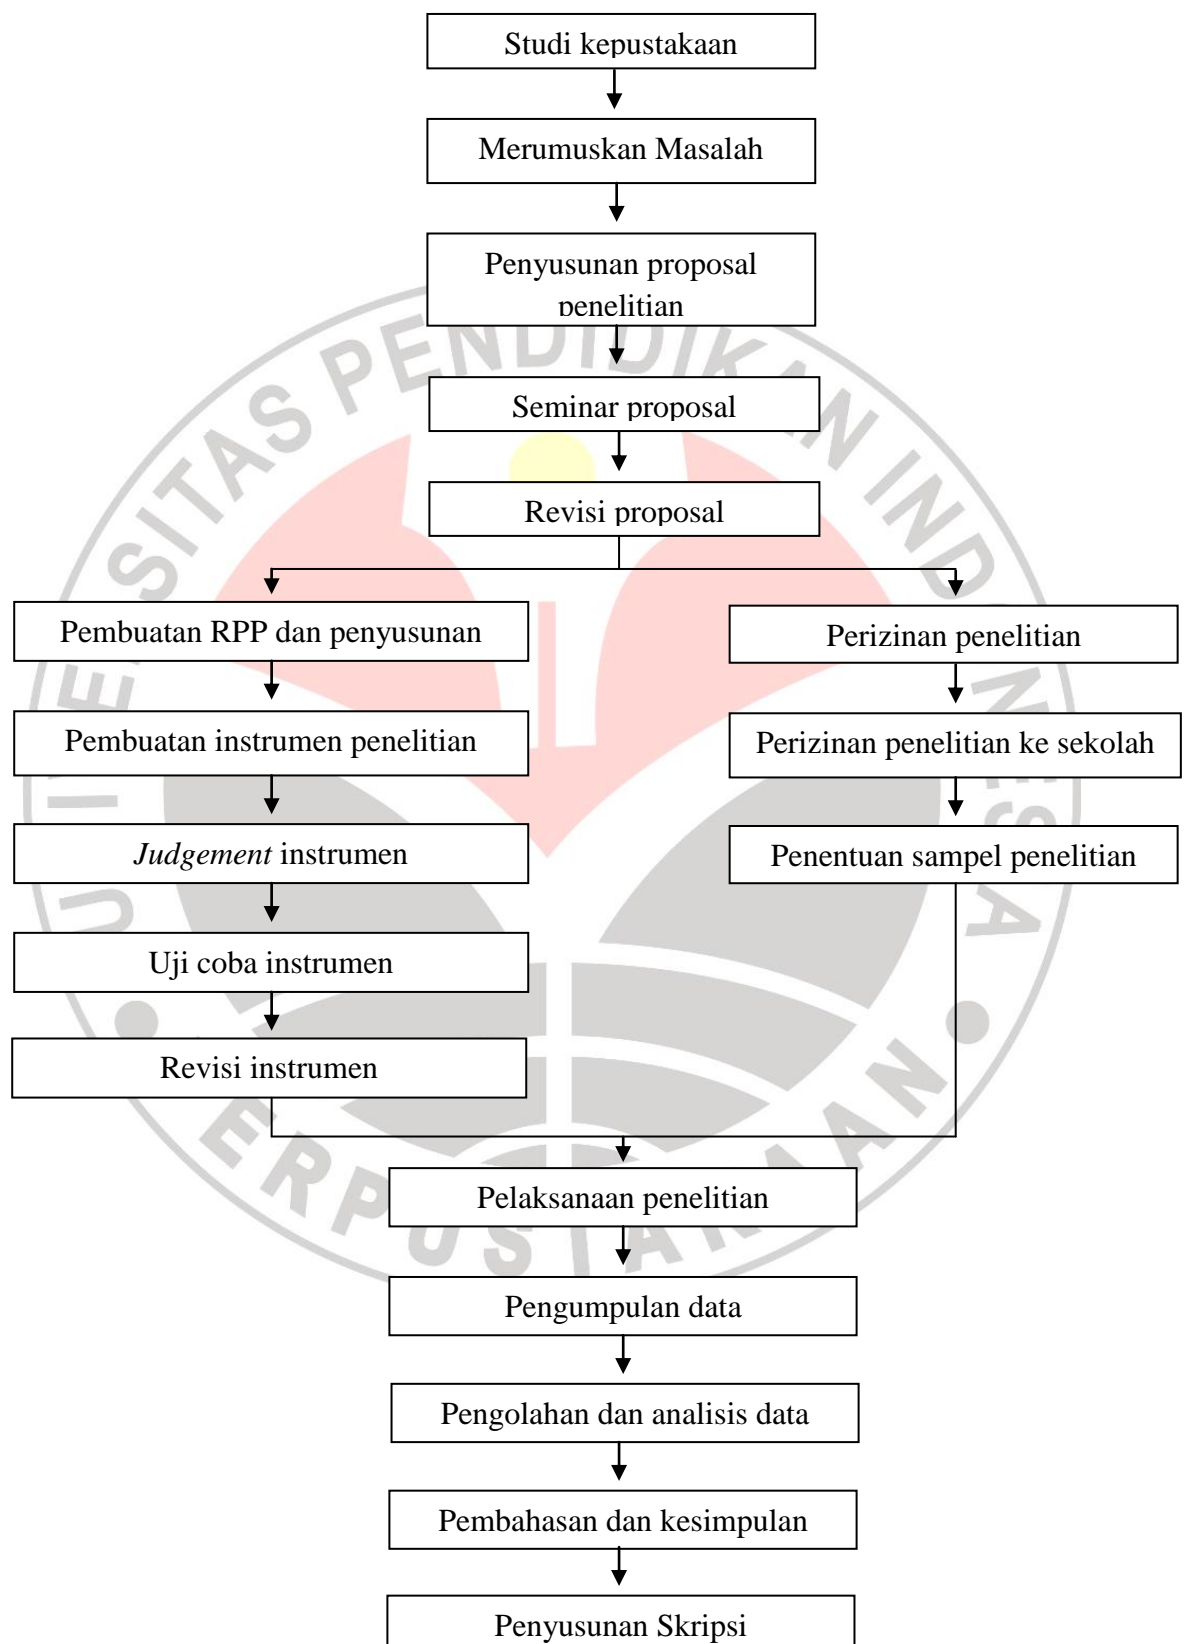 Studi kepustakaan
Merumuskan Masalah
Penyusunan proposal
penelitian
Seminar proposal
Revisi proposal
Pembuatan RPP dan penyusunan
Perizinan penelitian
Pembuatan instrumen penelitian
Perizinan penelitian ke sekolah
Judgement instrumen
Penentuan sampel penelitian
Uji coba instrumen
Revisi instrumen
Pelaksanaan penelitian
Pengumpulan data
Pengolahan dan analisis data
Pembahasan dan kesimpulan
Penyusunan Skripsi